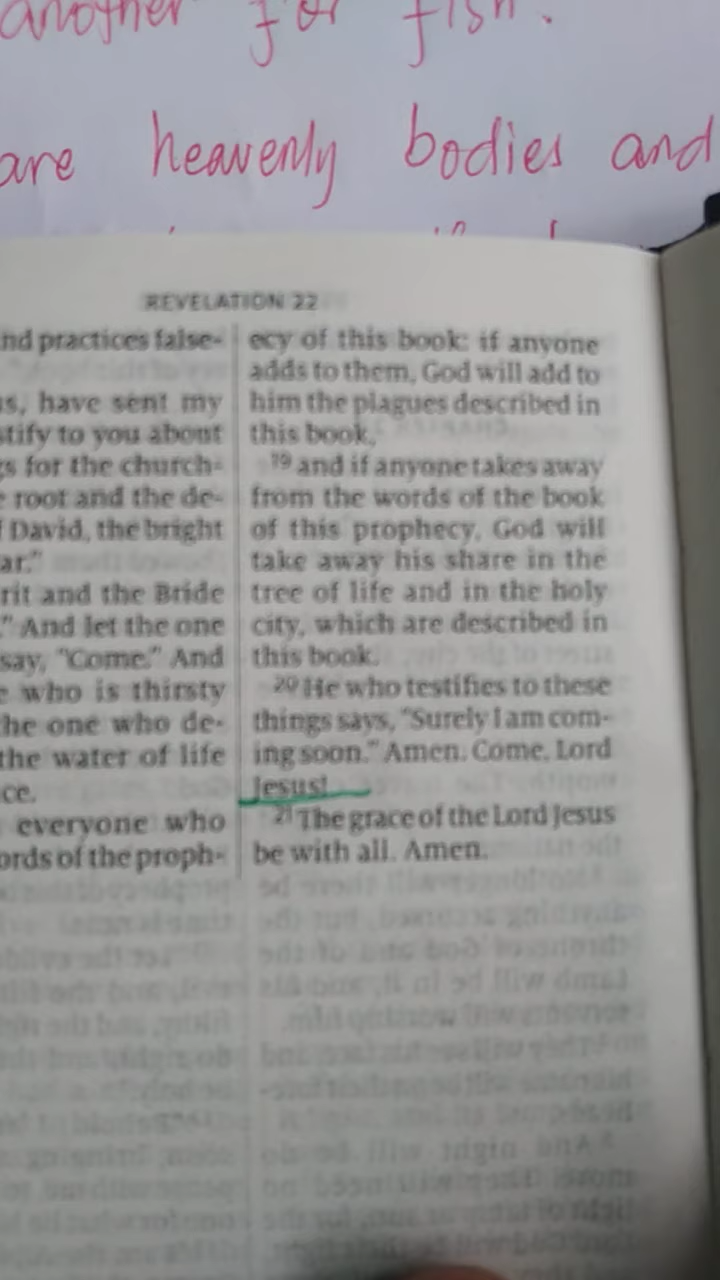 another for fish.
are heavenly bodies and
REVELATION 22
nd practices false-
us, have sent my
stify to you about
gs for the church-
e root and the de-
f David, the bright
ar."
rit and the Bride
." And let the one
say, "Come." And
e who is thirsty
he one who de-
the water of life
ce.
everyone who
ords of the proph-
ecy of this book: if anyone
adds to them, God will add to
him the plagues described in
this book,
19 and if anyone takes away
from the words of the book
of this prophecy, God will
take away his share in the
tree of life and in the holy
city, which are described in
this book.
20 He who testifies to these
things says, "Surely I am com-
ing soon." Amen. Come, Lord
Jesus!
21 The grace of the Lord Jesus
be with all. Amen.